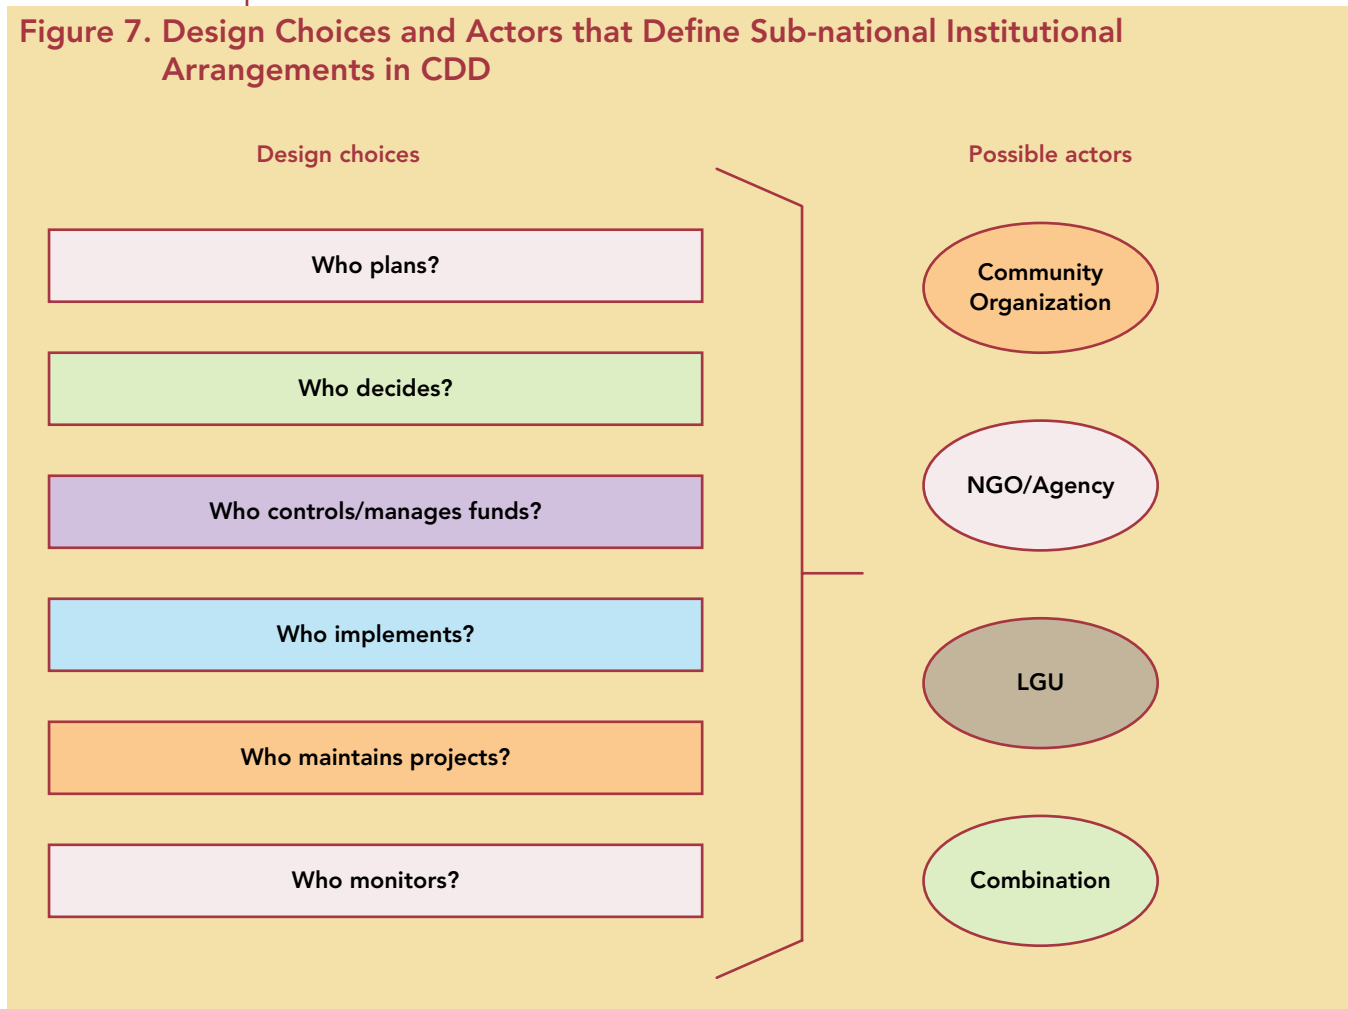 Figure 7. Design Choices and Actors that Define Sub-national Institutional
Arrangements in CDD
Design choices
Who plans?
Who decides?
Who controls/manages funds?
Who implements?
Who maintains projects?
Who monitors?
Possible actors
Community
Organization
NGO/Agency
LGU
Combination